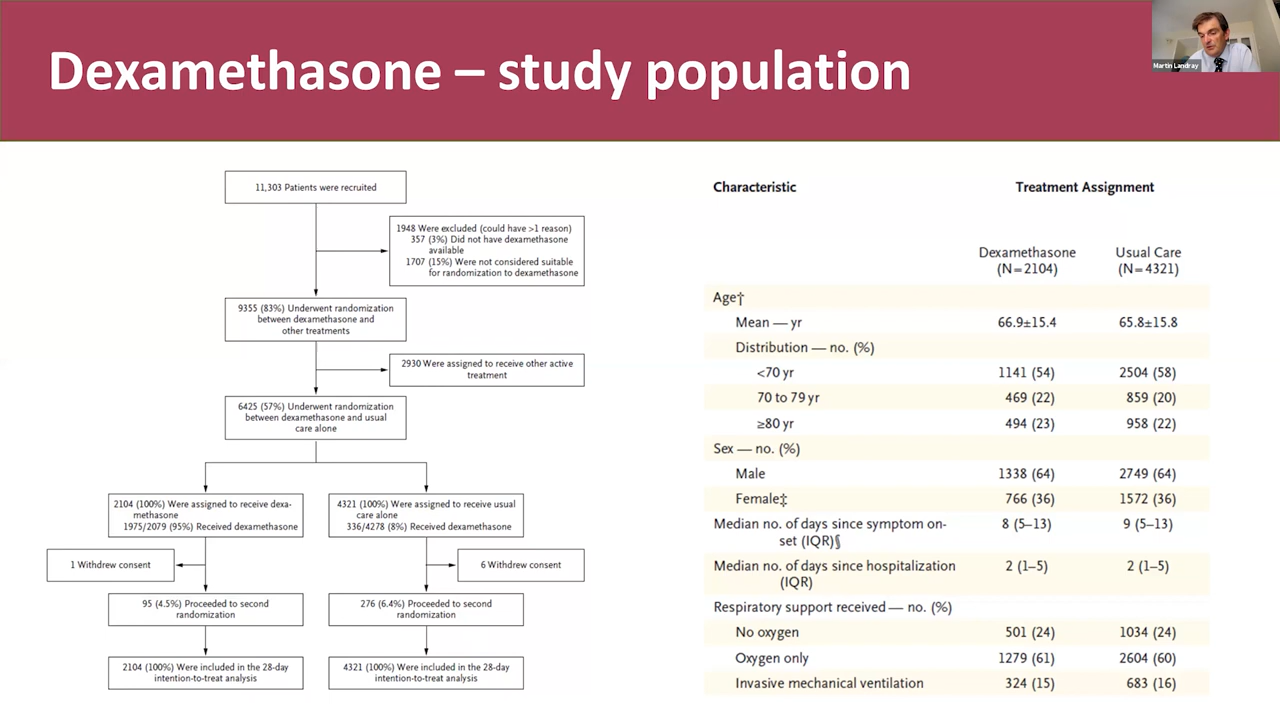 Dexamethasone – study population
Martin Landray
11,303 Patients were recruited
1948 Were excluded (could have >1 reason)
357 (3%) Did not have dexamethasone
available
1707 (15%) Were not considered suitable
for randomization to dexamethasone
9355 (83%) Underwent randomization
between dexamethasone and
other treatments
2930 Were assigned to receive other active
treatment
6425 (57%) Underwent randomization
between dexamethasone and usual
care alone
2104 (100%) Were assigned to receive dexa-
methasone
1975/2079 (95%) Received dexamethasone
4321 (100%) Were assigned to receive usual
care alone
336/4278 (8%) Received dexamethasone
1 Withdrew consent
6 Withdrew consent
95 (4.5%) Proceeded to second
randomization
276 (6.4%) Proceeded to second
randomization
2104 (100%) Were included in the 28-day
intention-to-treat analysis
4321 (100%) Were included in the 28-day
intention-to-treat analysis
Characteristic Treatment Assignment
Dexamethasone Usual Care
(N=2104) (N=4321)
Age†
Mean — yr 66.9±15.4 65.8±15.8
Distribution — no. (%)
<70 yr 1141 (54) 2504 (58)
70 to 79 yr 469 (22) 859 (20)
≥80 yr 494 (23) 958 (22)
Sex — no. (%)
Male 1338 (64) 2749 (64)
Female‡ 766 (36) 1572 (36)
Median no. of days since symptom on- 8 (5–13) 9 (5–13)
set (IQR)§
Median no. of days since hospitalization 2 (1–5) 2 (1–5)
(IQR)
Respiratory support received — no. (%)
No oxygen 501 (24) 1034 (24)
Oxygen only 1279 (61) 2604 (60)
Invasive mechanical ventilation 324 (15) 683 (16)